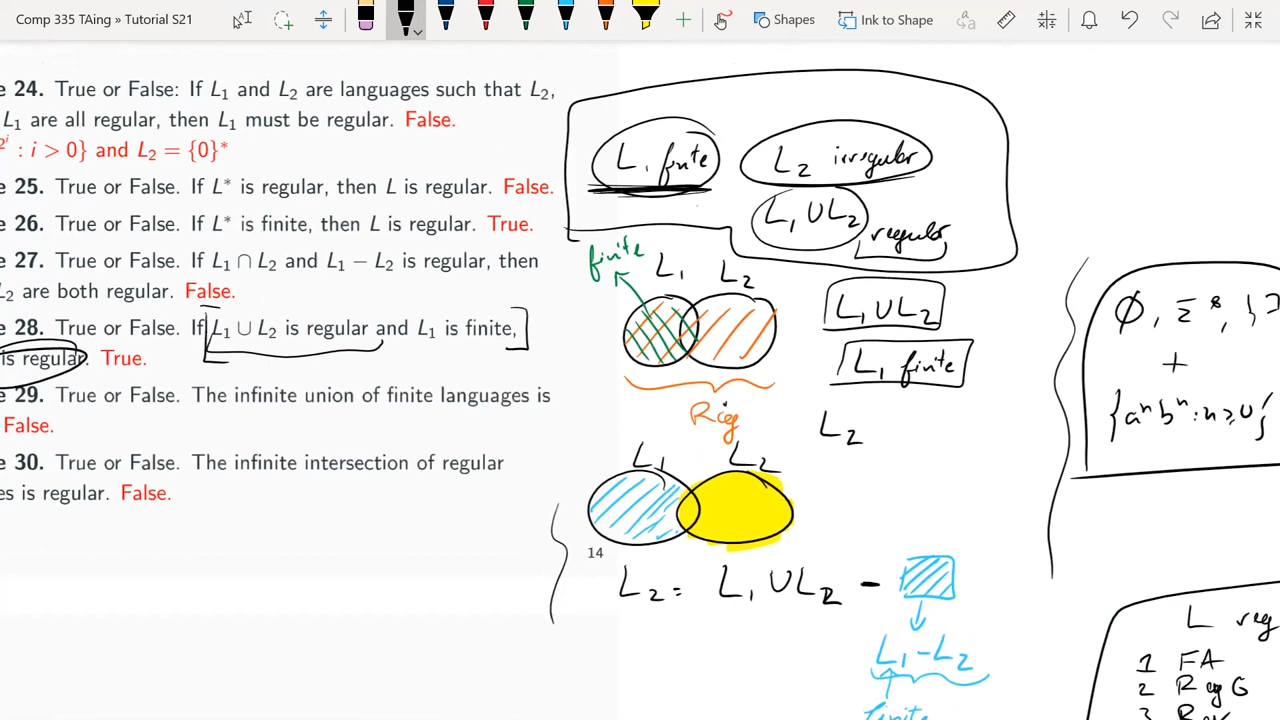 Comp 335 TAing » Tutorial S21
Shapes
Ink to Shape
e 24. True or False: If L₁ and L₂ are languages such that L₂,
L₁ are all regular, then L₁ must be regular. False.
2ⁱ : i > 0} and L₂ = {0}*
e 25. True or False. If L* is regular, then L is regular. False.
e 26. True or False. If L* is finite, then L is regular. True.
e 27. True or False. If L₁ ∩ L₂ and L₁ − L₂ is regular, then
L₂ are both regular. False.
e 28. True or False. If L₁ ∪ L₂ is regular and L₁ is finite,
is regular. True.
e 29. True or False. The infinite union of finite languages is
False.
e 30. True or False. The infinite intersection of regular
es is regular. False.
14
L₁ finite
L₂ irregular
L₁ ∪ L₂
regular
finite
L₁ L₂
L₁ ∪ L₂
L₁ finite
Reg
L₂
L₁ L₂
L₂ = L₁ ∪ L₂ -
L₁ - L₂
finite
∅, Σ*, {
+
{aⁿbⁿ : n ≥ 0}
L reg
1 FA
2 Reg G
3